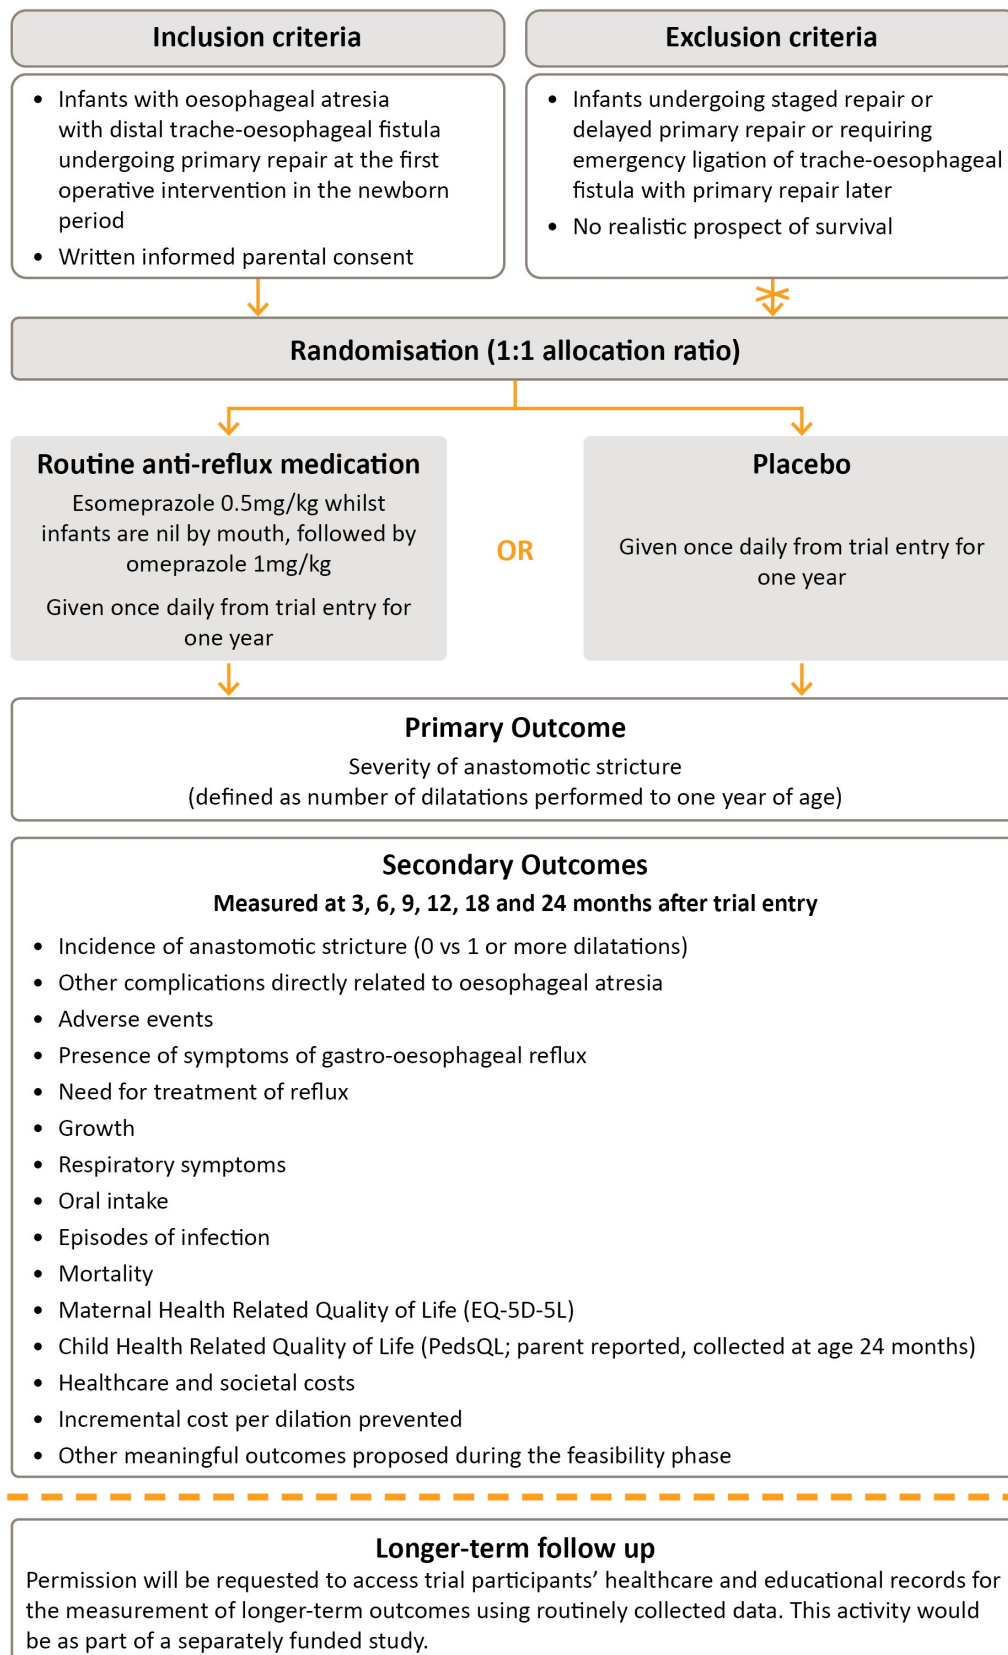 Inclusion criteria
• Infants with oesophageal atresia
with distal trache-oesophageal fistula
undergoing primary repair at the first
operative intervention in the newborn
period
• Written informed parental consent
Exclusion criteria
• Infants undergoing staged repair or
delayed primary repair or requiring
emergency ligation of trache-oesophageal
fistula with primary repair later
• No realistic prospect of survival
Randomisation (1:1 allocation ratio)
Routine anti-reflux medication
Esomeprazole 0.5mg/kg whilst
infants are nil by mouth, followed by
omeprazole 1mg/kg
Given once daily from trial entry for
one year
OR
Placebo
Given once daily from trial entry for
one year
Primary Outcome
Severity of anastomotic stricture
(defined as number of dilatations performed to one year of age)
Secondary Outcomes
Measured at 3, 6, 9, 12, 18 and 24 months after trial entry
• Incidence of anastomotic stricture (0 vs 1 or more dilatations)
• Other complications directly related to oesophageal atresia
• Adverse events
• Presence of symptoms of gastro-oesophageal reflux
• Need for treatment of reflux
• Growth
• Respiratory symptoms
• Oral intake
• Episodes of infection
• Mortality
• Maternal Health Related Quality of Life (EQ-5D-5L)
• Child Health Related Quality of Life (PedsQL; parent reported, collected at age 24 months)
• Healthcare and societal costs
• Incremental cost per dilation prevented
• Other meaningful outcomes proposed during the feasibility phase
Longer-term follow up
Permission will be requested to access trial participants’ healthcare and educational records for
the measurement of longer-term outcomes using routinely collected data. This activity would
be as part of a separately funded study.